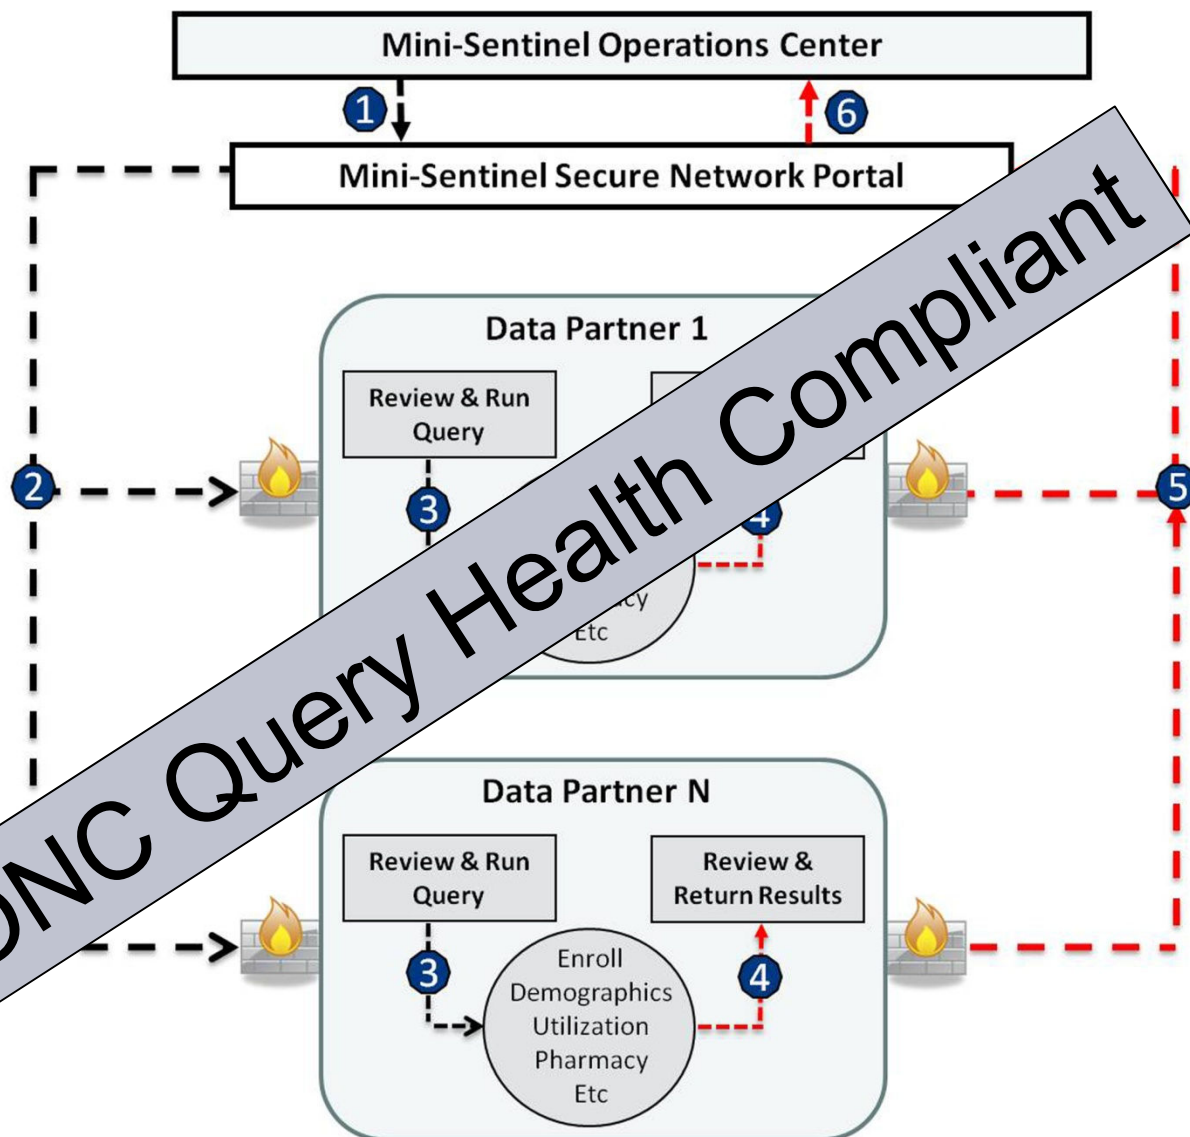 Mini-Sentinel Operations Center
1
6
Mini-Sentinel Secure Network Portal
Data Partner 1
Review & Run
Query
2
3
4
5
Etc
Query Health Compliant
Data Partner N
Review & Run
Query
Review &
Return Results
3
4
Enroll
Demographics
Utilization
Pharmacy
Etc